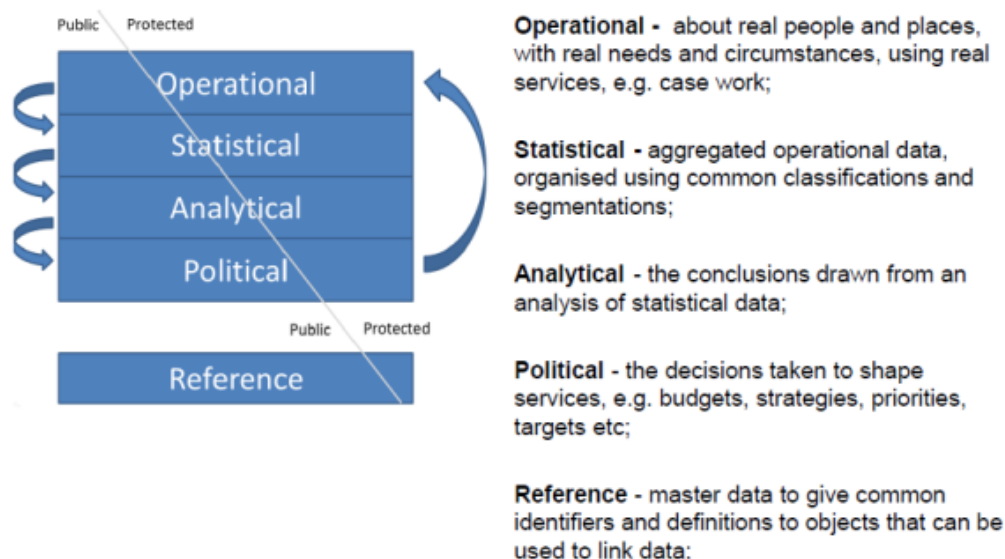 Public Protected
Operational
Statistical
Analytical
Political
Public Protected
Reference
Operational - about real people and places,
with real needs and circumstances, using real
services, e.g. case work;
Statistical - aggregated operational data,
organised using common classifications and
segmentations;
Analytical - the conclusions drawn from an
analysis of statistical data;
Political - the decisions taken to shape
services, e.g. budgets, strategies, priorities,
targets etc;
Reference - master data to give common
identifiers and definitions to objects that can be
used to link data;